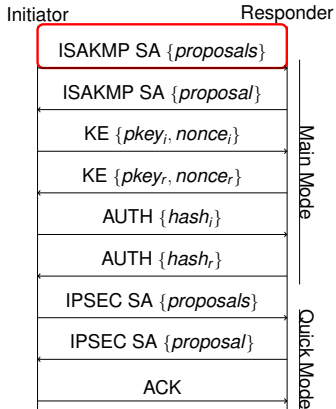 Initiator Responder
ISAKMP SA {proposals}
ISAKMP SA {proposal}
KE {pkeyᵢ, nonceᵢ}
KE {pkeyᵣ, nonceᵣ}
AUTH {hashᵢ}
AUTH {hashᵣ}
Main Mode
IPSEC SA {proposals}
IPSEC SA {proposal}
ACK
Quick Mode